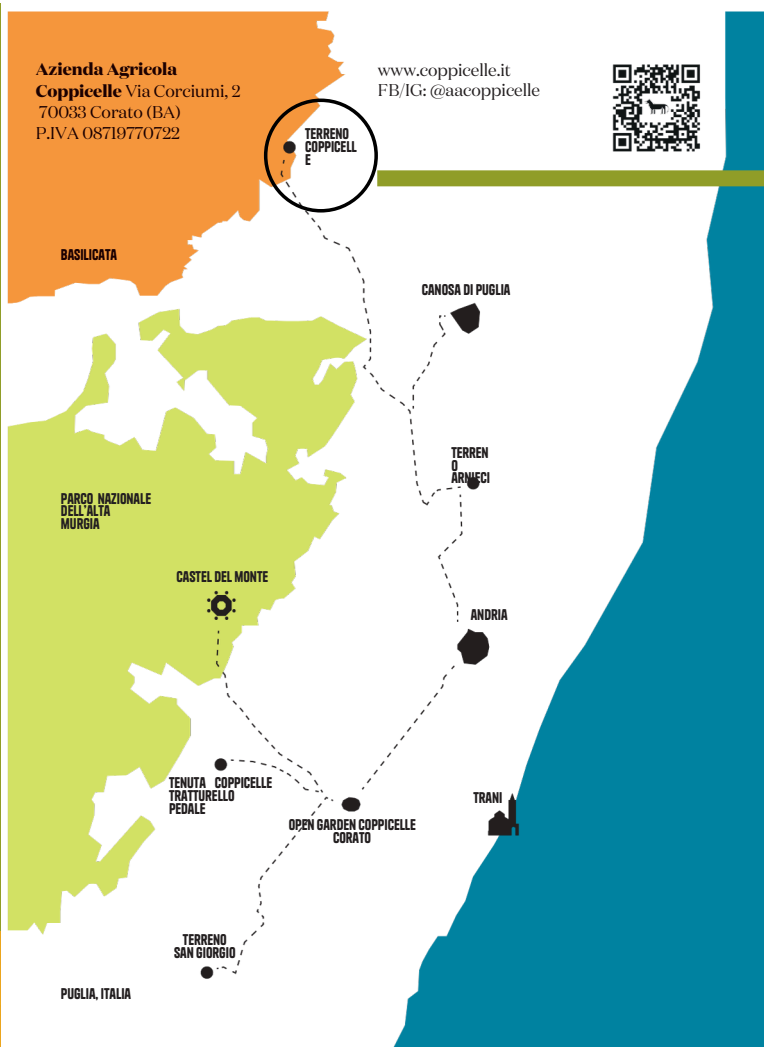 Azienda Agricola
Coppicelle Via Corciumi, 2
70033 Corato (BA)
P.IVA 08719770722
www.coppicelle.it
FB/IG: @aacoppicelle
TERRENO
COPPICELL
E
BASILICATA
CANOSA DI PUGLIA
TERREN
O
ARNIECI
PARCO NAZIONALE
DELL'ALTA
MURGIA
CASTEL DEL MONTE
ANDRIA
TENUTA COPPICELLE
TRATTURELLO
PEDALE
TRANI
OPEN GARDEN COPPICELLE
CORATO
TERRENO
SAN GIORGIO
PUGLIA, ITALIA